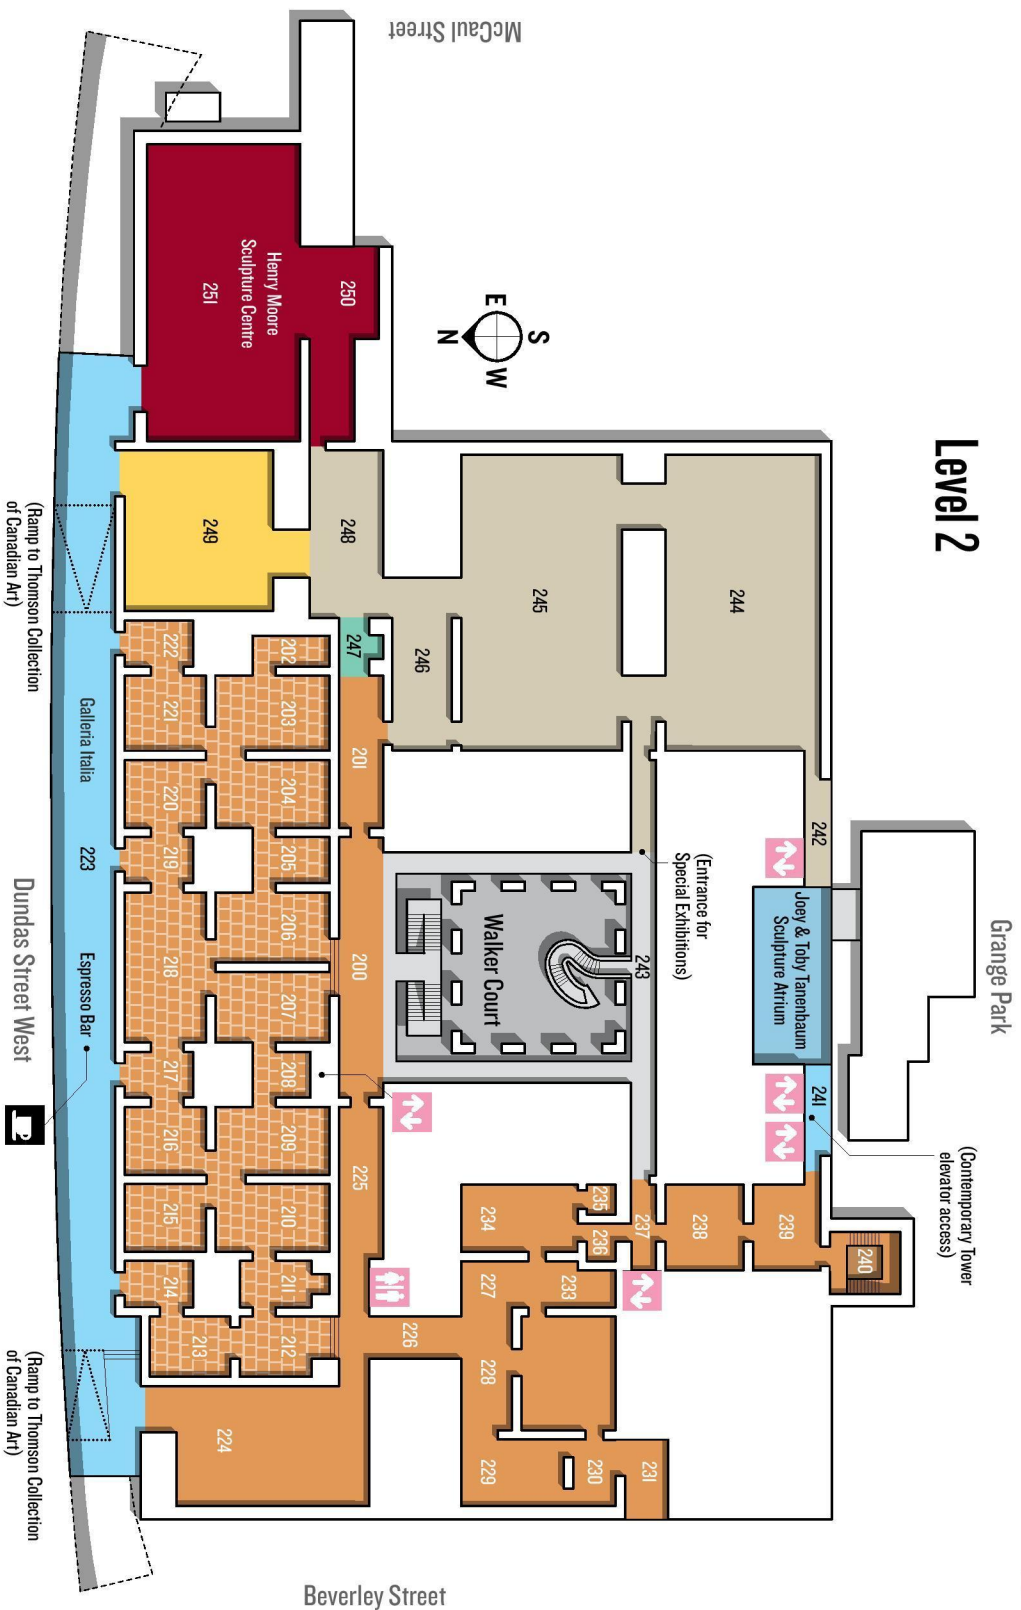 Level 2
McCaul Street
Grange Park
Dundas Street West
Beverley Street
E
S
N
W
Henry Moore
Sculpture Centre
251
250
249
248
247
246
245
244
242
Joey & Toby Tanenbaum
Sculpture Atrium
241
(Contemporary Tower
elevator access)
(Entrance for
Special Exhibitions)
243
Walker Court
240
239
238
237
236
235
234
233
231
230
229
228
227
226
225
224
200
201
202
203
204
205
206
207
208
209
210
211
212
213
214
215
216
217
218
219
220
221
222
Galleria Italia
223
Espresso Bar
(Ramp to Thomson Collection
of Canadian Art)
(Ramp to Thomson Collection
of Canadian Art)